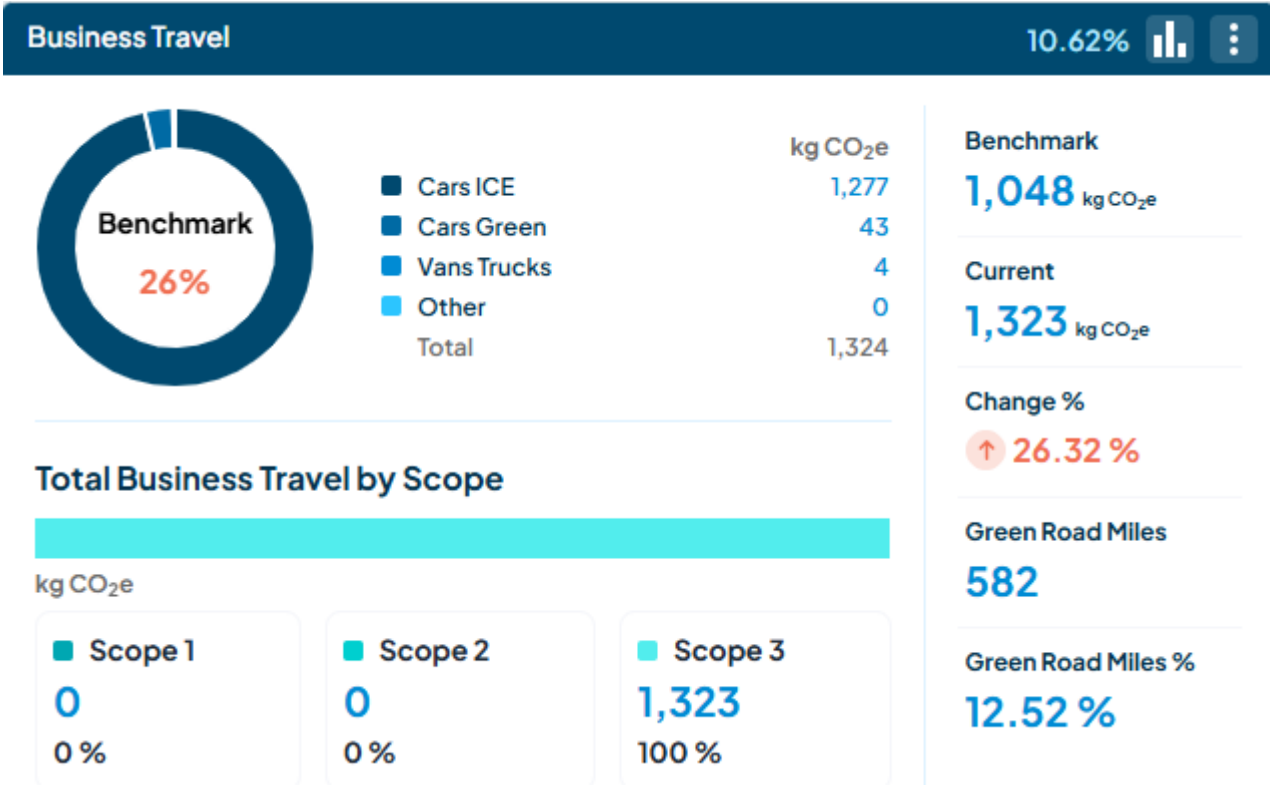 Business Travel 10.62%
Benchmark
26%
kg CO₂e
Cars ICE 1,277
Cars Green 43
Vans Trucks 4
Other 0
Total 1,324
Total Business Travel by Scope
kg CO₂e
Scope 1
0
0 %
Scope 2
0
0 %
Scope 3
1,323
100 %
Benchmark
1,048 kg CO₂e
Current
1,323 kg CO₂e
Change %
↑ 26.32 %
Green Road Miles
582
Green Road Miles %
12.52 %